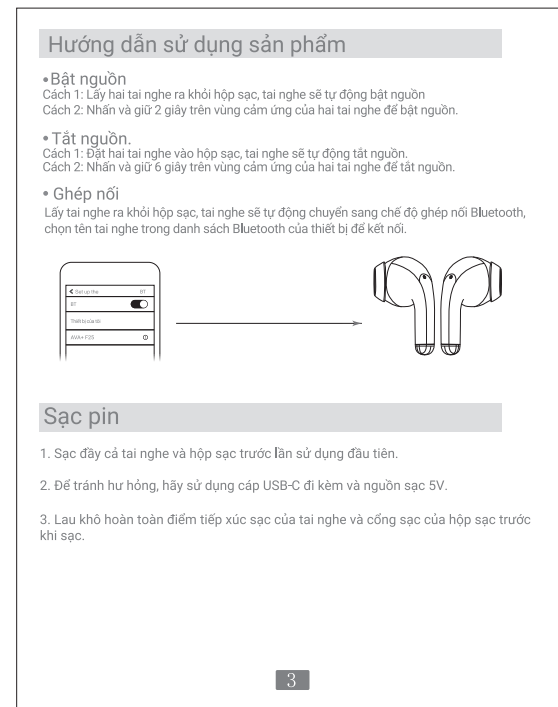 Hướng dẫn sử dụng sản phẩm
•Bật nguồn
Cách 1: Lấy hai tai nghe ra khỏi hộp sạc, tai nghe sẽ tự động bật nguồn
Cách 2: Nhấn và giữ 2 giây trên vùng cảm ứng của hai tai nghe để bật nguồn.
• Tắt nguồn.
Cách 1: Đặt hai tai nghe vào hộp sạc, tai nghe sẽ tự động tắt nguồn.
Cách 2: Nhấn và giữ 6 giây trên vùng cảm ứng của hai tai nghe để tắt nguồn.
• Ghép nối
Lấy tai nghe ra khỏi hộp sạc, tai nghe sẽ tự động chuyển sang chế độ ghép nối Bluetooth,
chọn tên tai nghe trong danh sách Bluetooth của thiết bị để kết nối.
Set up the BT
BT
Thiết bị của tôi
AVA+ F25
Sạc pin
1. Sạc đầy cả tai nghe và hộp sạc trước lần sử dụng đầu tiên.
2. Để tránh hư hỏng, hãy sử dụng cáp USB-C đi kèm và nguồn sạc 5V.
3. Lau khô hoàn toàn điểm tiếp xúc sạc của tai nghe và cổng sạc của hộp sạc trước
khi sạc.
3